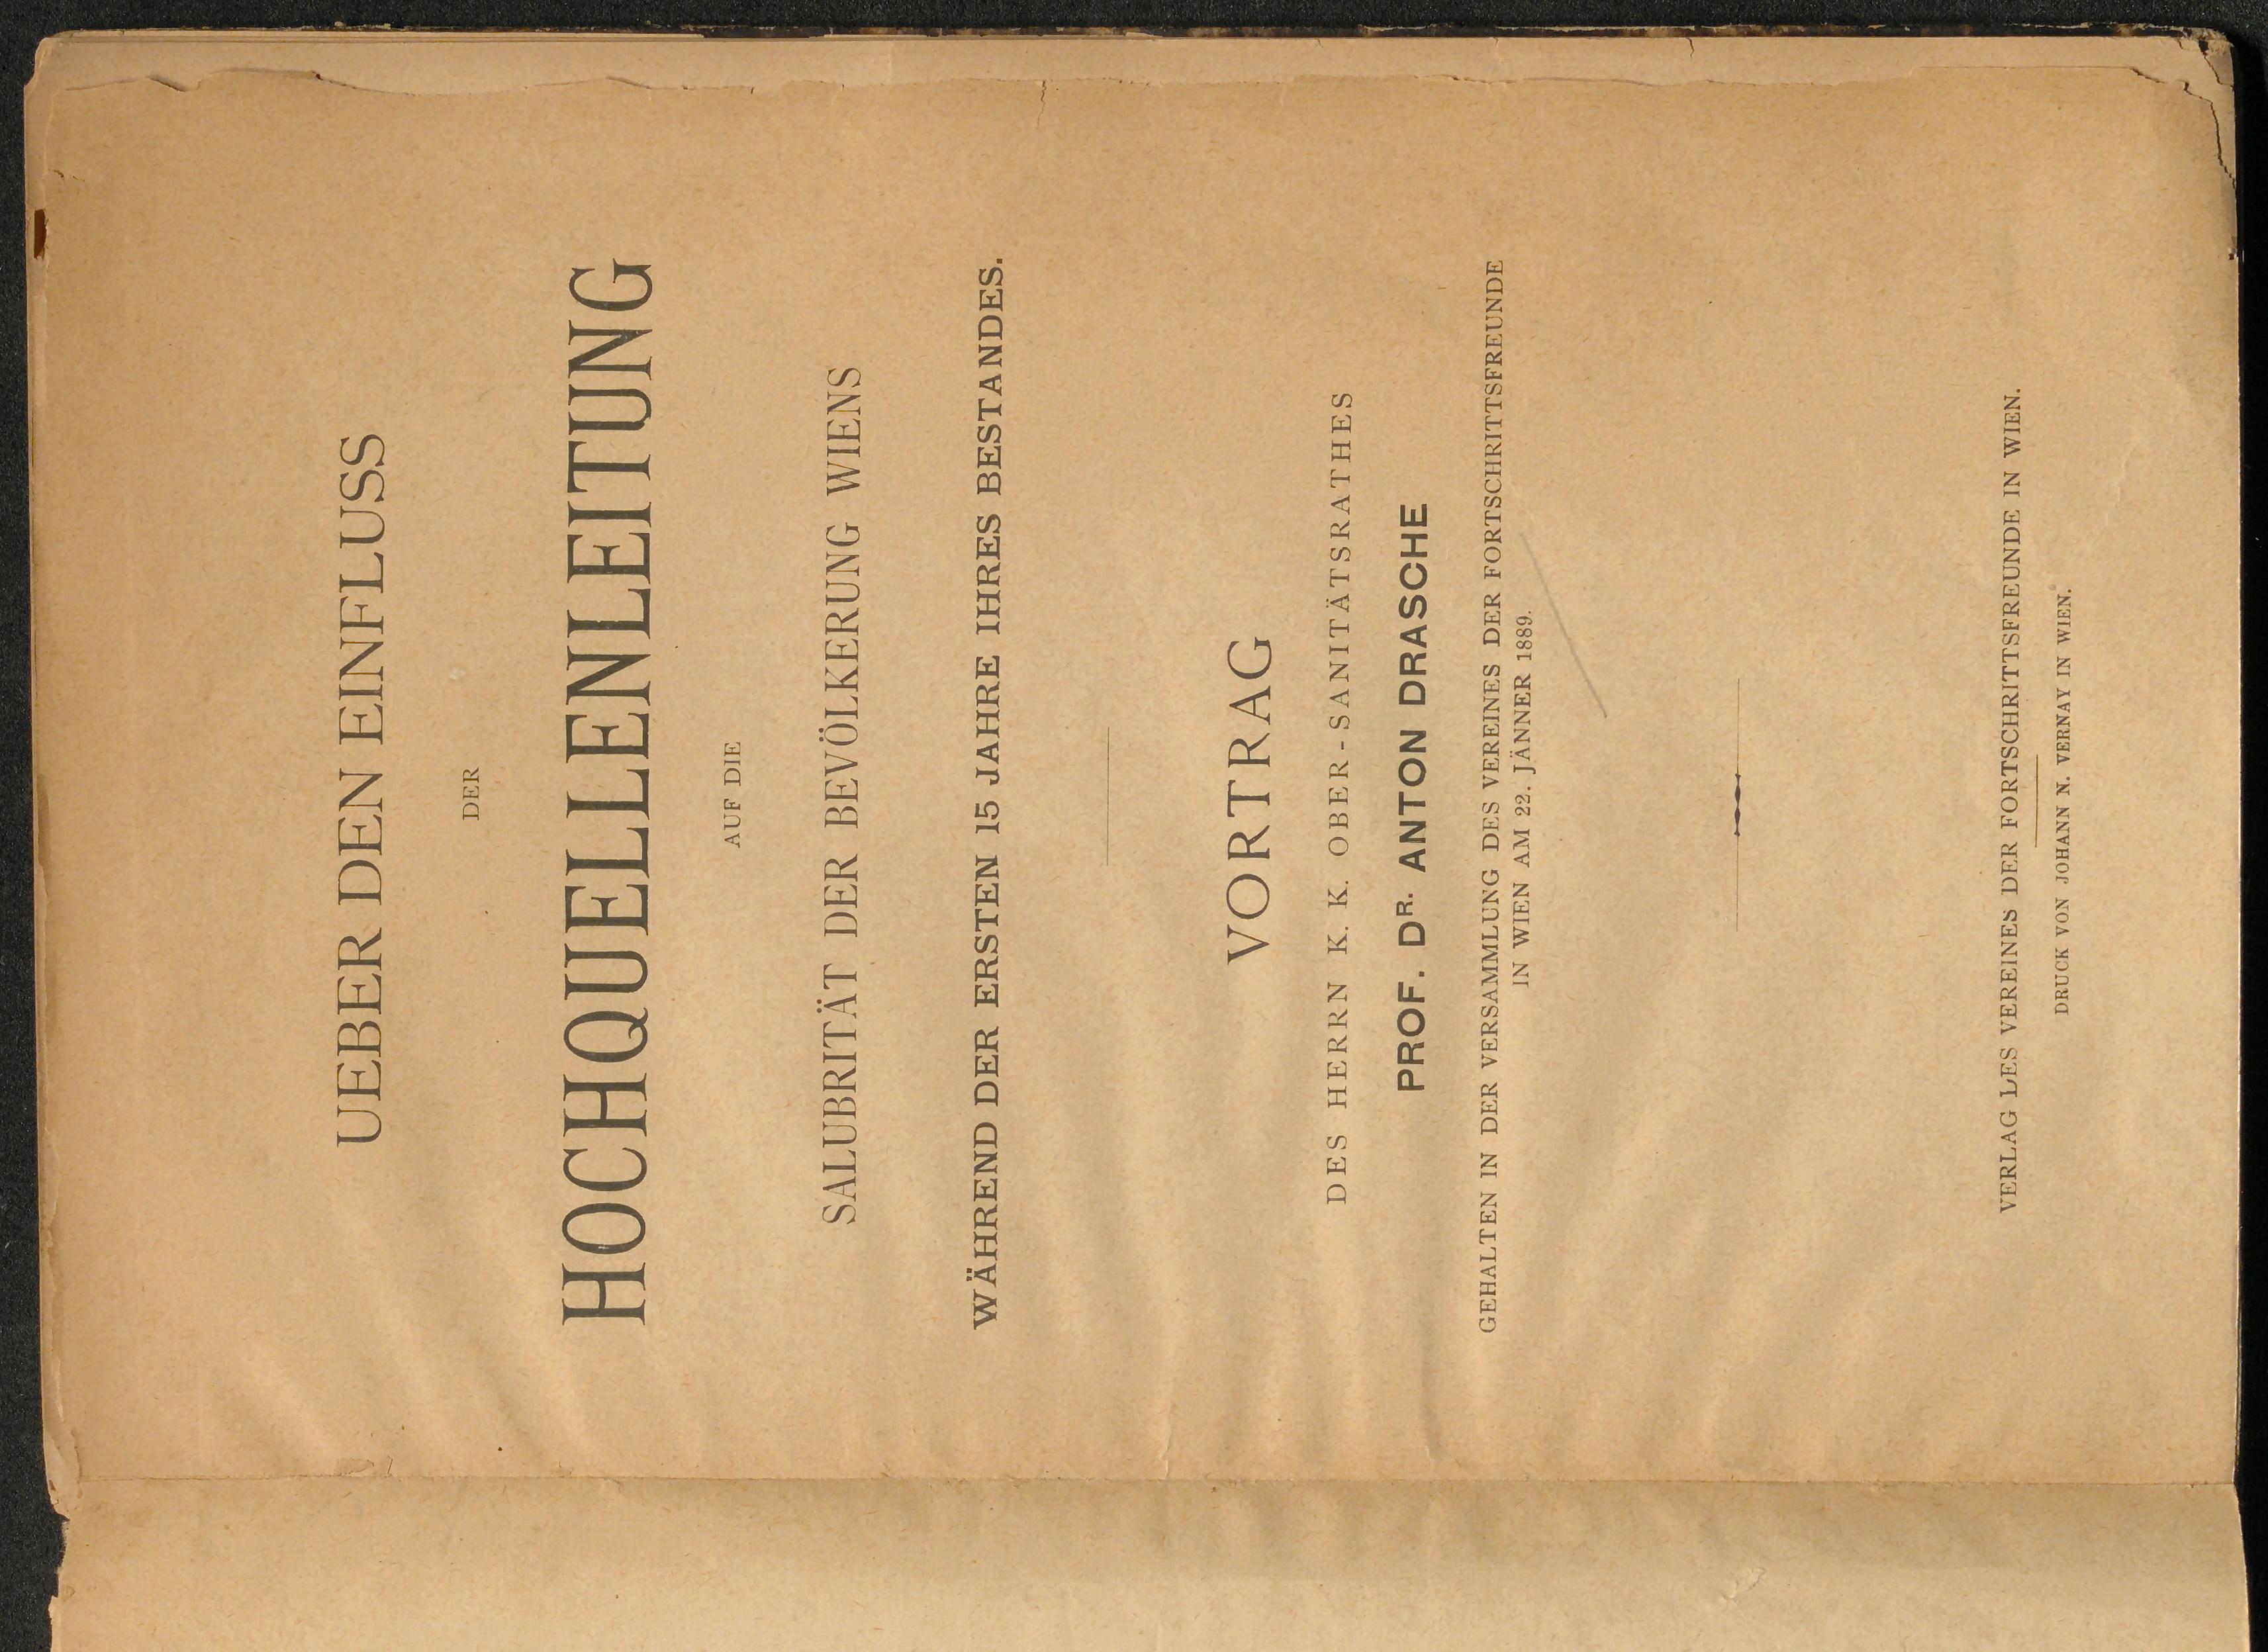 UEBER DEN EINFLUSS
DER
HOCHQUELLENLEITUNG
AUF DIE
SALUBRITÄT DER BEVÖLKERUNG WIENS
WÄHREND DER ERSTEN 15 JAHRE IHRES BESTANDES.
VORTRAG
DES HERRN K. K. OBER-SANITÄTSRATHES
PROF. DR. ANTON DRASCHE
GEHALTEN IN DER VERSAMMLUNG DES VEREINES DER FORTSCHRITTSFREUNDE
IN WIEN AM 22. JÄNNER 1889.
VERLAG DES VEREINES DER FORTSCHRITTSFREUNDE IN WIEN.
DRUCK VON JOHANN N. VERNAY IN WIEN.